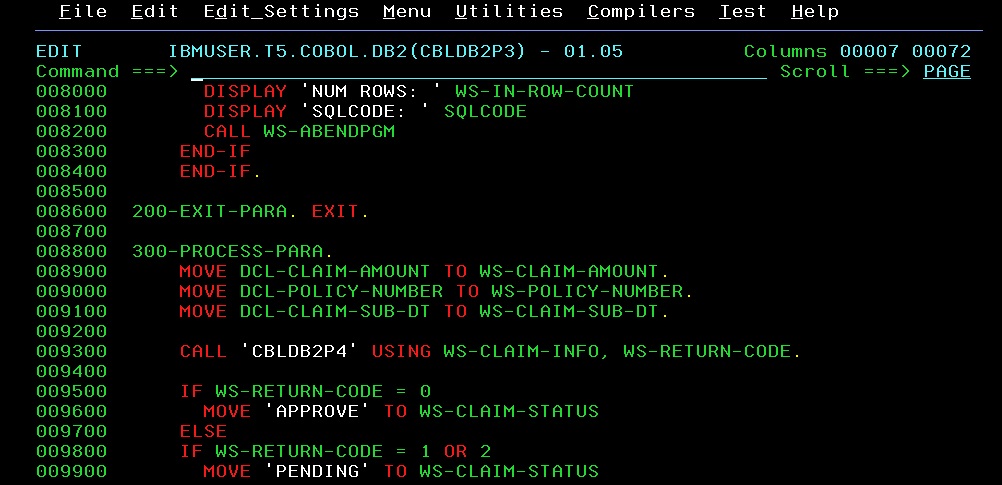 File Edit Edit_Settings Menu Utilities Compilers Test Help
EDIT IBMUSER.T5.COBOL.DB2(CBLDB2P3) - 01.05 Columns 00007 00072
Command ===> Scroll ===> PAGE
008000 DISPLAY 'NUM ROWS: ' WS-IN-ROW-COUNT
008100 DISPLAY 'SQLCODE: ' SQLCODE
008200 CALL WS-ABENDPGM
008300 END-IF
008400 END-IF.
008500
008600 200-EXIT-PARA. EXIT.
008700
008800 300-PROCESS-PARA.
008900 MOVE DCL-CLAIM-AMOUNT TO WS-CLAIM-AMOUNT.
009000 MOVE DCL-POLICY-NUMBER TO WS-POLICY-NUMBER.
009100 MOVE DCL-CLAIM-SUB-DT TO WS-CLAIM-SUB-DT.
009200
009300 CALL 'CBLDB2P4' USING WS-CLAIM-INFO, WS-RETURN-CODE.
009400
009500 IF WS-RETURN-CODE = 0
009600 MOVE 'APPROVE' TO WS-CLAIM-STATUS
009700 ELSE
009800 IF WS-RETURN-CODE = 1 OR 2
009900 MOVE 'PENDING' TO WS-CLAIM-STATUS